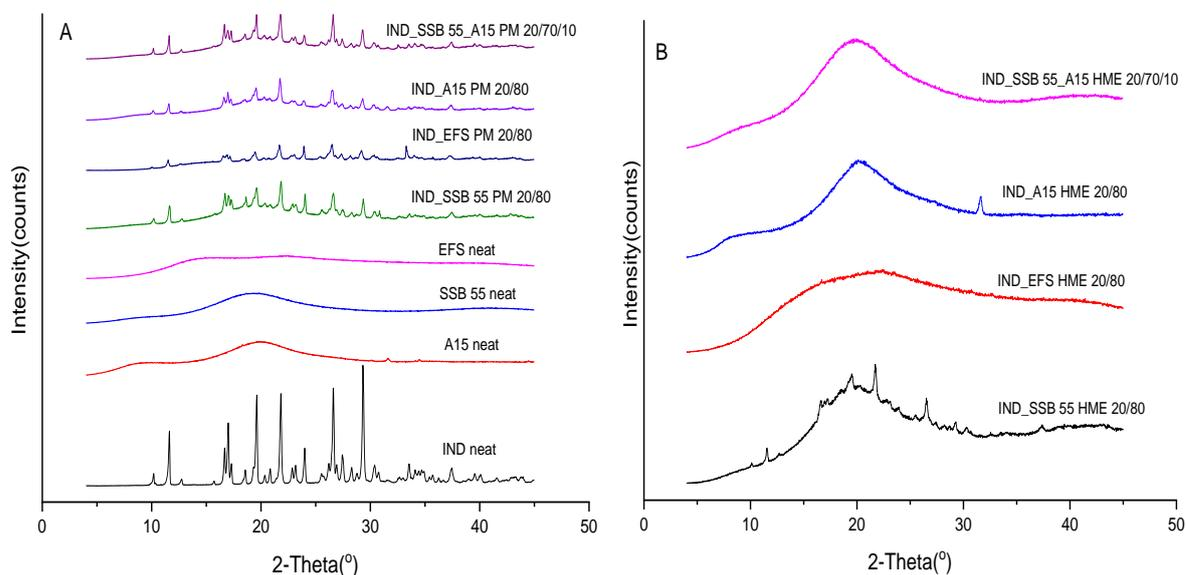 A
IND_SSB 55_A15 PM 20/70/10
IND_A15 PM 20/80
IND_EFS PM 20/80
IND_SSB 55 PM 20/80
EFS neat
SSB 55 neat
A15 neat
IND neat
Intensity(counts)
0 10 20 30 40 50
2-Theta(º)
B
IND_SSB 55_A15 HME 20/70/10
IND_A15 HME 20/80
IND_EFS HME 20/80
IND_SSB 55 HME 20/80
Intensity(counts)
0 10 20 30 40 50
2-Theta(º)